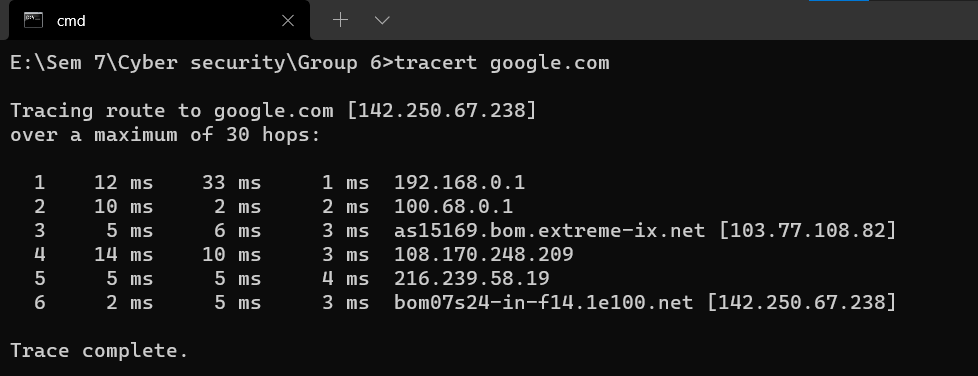 cmd
E:\Sem 7\Cyber security\Group 6>tracert google.com
Tracing route to google.com [142.250.67.238]
over a maximum of 30 hops:
1 12 ms 33 ms 1 ms 192.168.0.1
2 10 ms 2 ms 2 ms 100.68.0.1
3 5 ms 6 ms 3 ms as15169.bom.extreme-ix.net [103.77.108.82]
4 14 ms 10 ms 3 ms 108.170.248.209
5 5 ms 5 ms 4 ms 216.239.58.19
6 2 ms 5 ms 3 ms bom07s24-in-f14.1e100.net [142.250.67.238]
Trace complete.